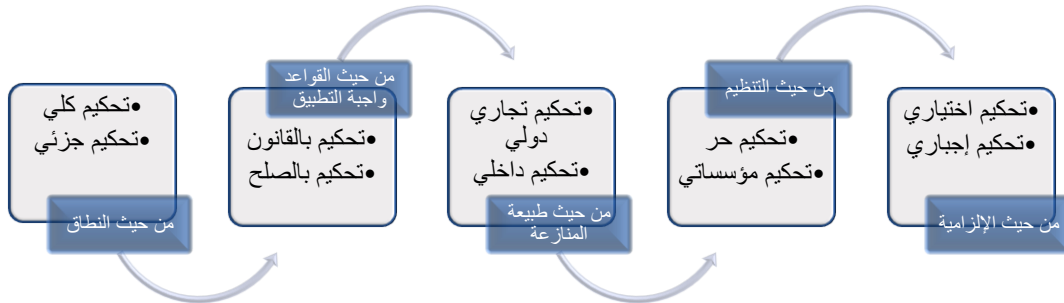 •تحكيم اختياري
•تحكيم إجباري
من حيث الإلزامية
من حيث التنظيم
•تحكيم حر
•تحكيم مؤسساتي
•تحكيم تجاري
دولي
•تحكيم داخلي
من حيث طبيعة
المنازعة
من حيث القواعد
واجبة التطبيق
•تحكيم بالقانون
•تحكيم بالصلح
•تحكيم كلي
•تحكيم جزئي
من حيث النطاق